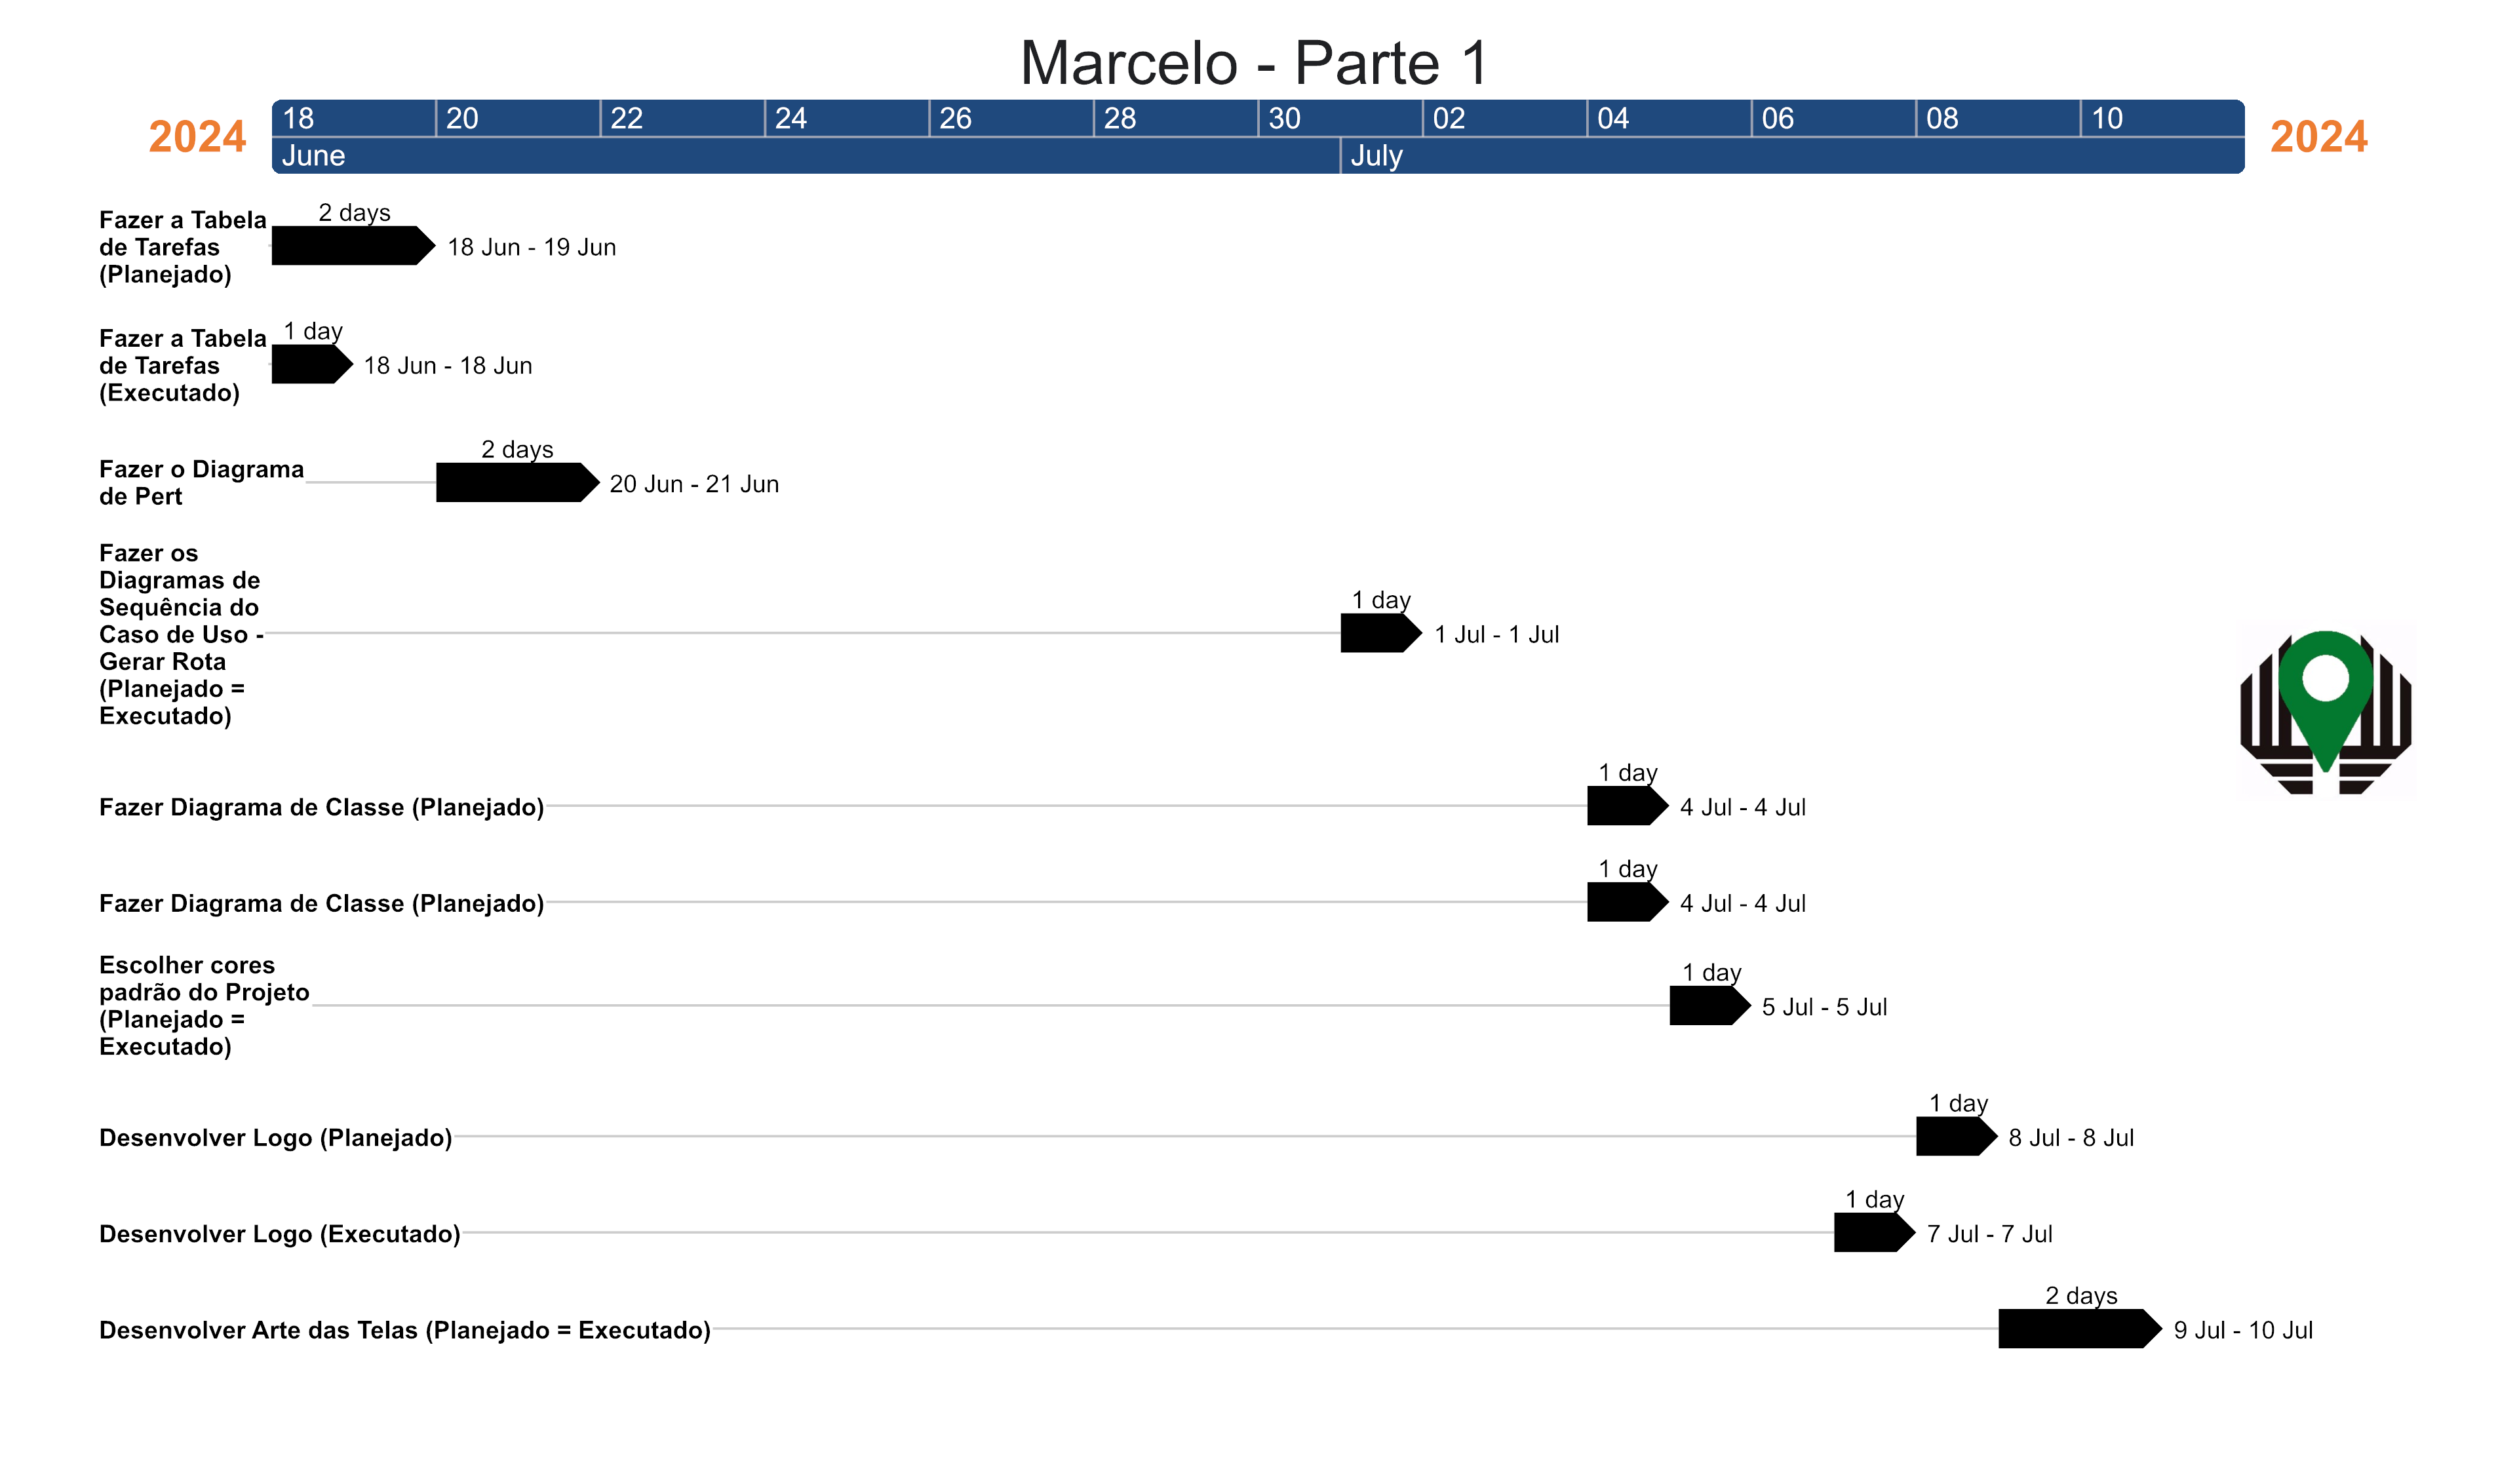 Marcelo - Parte 1
2024
18 20 22 24 26 28 30 02 04 06 08 10
June July
2024
2 days
Fazer a Tabela
de Tarefas
(Planejado)
18 Jun - 19 Jun
1 day
Fazer a Tabela
de Tarefas
(Executado)
18 Jun - 18 Jun
2 days
Fazer o Diagrama
de Pert
20 Jun - 21 Jun
Fazer os
Diagramas de
Sequência do
Caso de Uso -
Gerar Rota
(Planejado =
Executado)
1 day
1 Jul - 1 Jul
1 day
Fazer Diagrama de Classe (Planejado)
4 Jul - 4 Jul
1 day
Fazer Diagrama de Classe (Planejado)
4 Jul - 4 Jul
Escolher cores
padrão do Projeto
(Planejado =
Executado)
1 day
5 Jul - 5 Jul
1 day
Desenvolver Logo (Planejado)
8 Jul - 8 Jul
1 day
Desenvolver Logo (Executado)
7 Jul - 7 Jul
2 days
Desenvolver Arte das Telas (Planejado = Executado)
9 Jul - 10 Jul